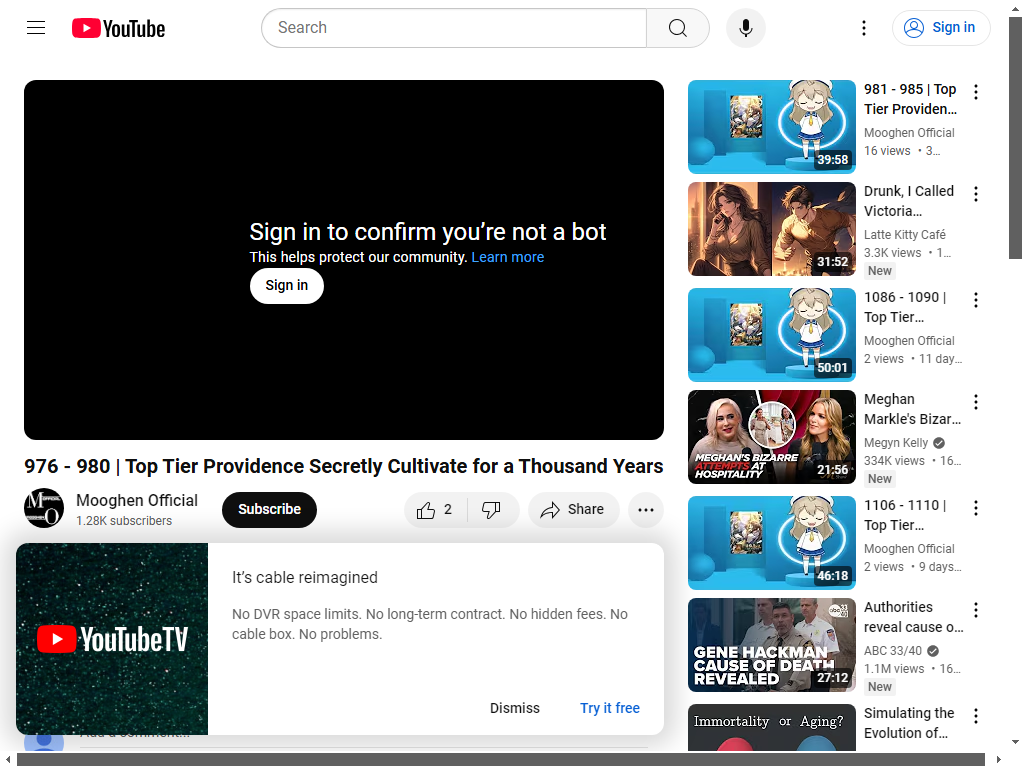 YouTube
Search
Sign in
Sign in to confirm you're not a bot
This helps protect our community. Learn more
Sign in
976 - 980 | Top Tier Providence Secretly Cultivate for a Thousand Years
Mooghen Official
1.28K subscribers
Subscribe
2
Share
YouTubeTV
It's cable reimagined
No DVR space limits. No long-term contract. No hidden fees. No
cable box. No problems.
Dismiss
Try it free
39:58
981 - 985 | Top
Tier Providen...
Mooghen Official
16 views • 3...
31:52
Drunk, I Called
Victoria...
Latte Kitty Café
3.3K views • 1...
New
50:01
1086 - 1090 |
Top Tier...
Mooghen Official
2 views • 11 day...
MEGHAN'S BIZARRE
ATTEMPTS AT
HOSPITALITY
21:56
Meghan
Markle's Bizar...
Megyn Kelly
334K views • 16...
New
46:18
1106 - 1110 |
Top Tier...
Mooghen Official
2 views • 9 days...
abc 33/40
GENE HACKMAN
CAUSE OF DEATH
REVEALED
27:12
Authorities
reveal cause o...
ABC 33/40
1.1M views • 16...
New
Immortality or Aging?
Simulating the
Evolution of...